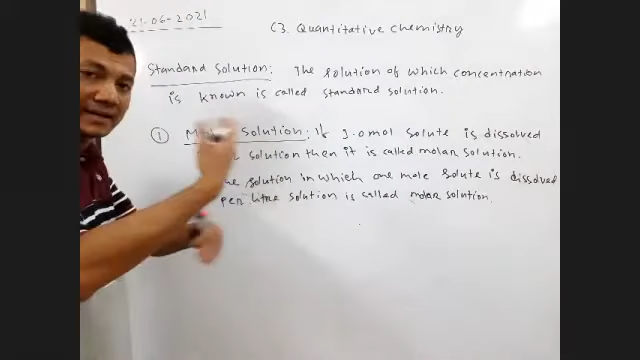 21-06-2021
C3. Quantitative Chemistry
Standard Solution: The solution of which concentration
is known is called standard solution.
① Solution: If 1.0mol solute is dissolved
solution then it is called molar solution.
solution in which one mole solute is dissolved
per litre solution is called molar solution.